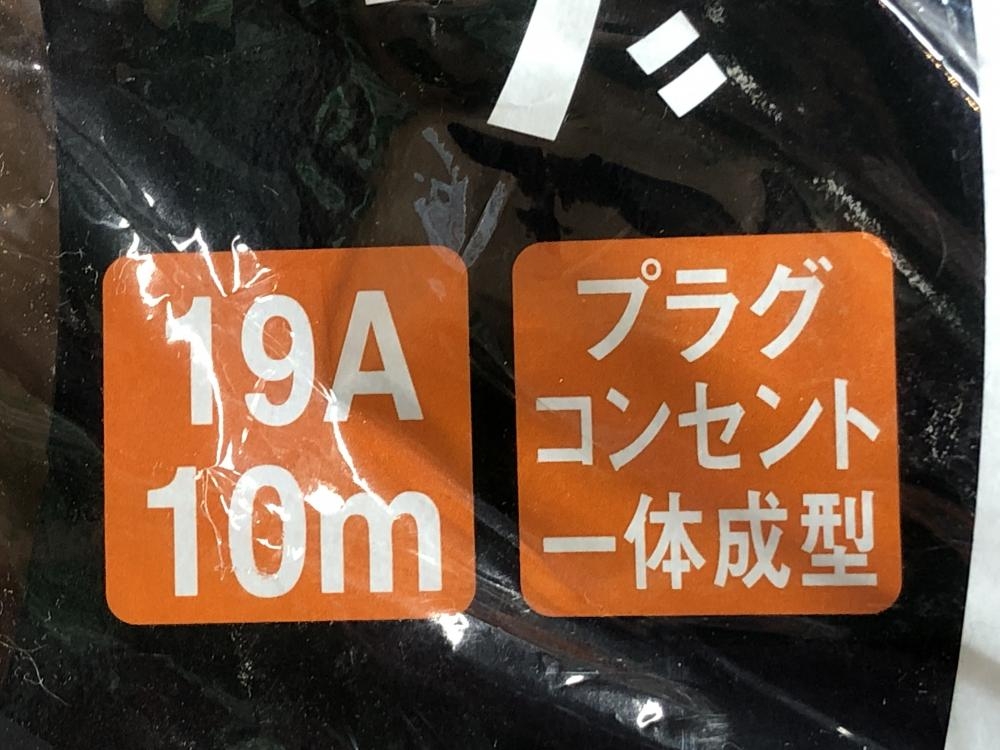 19A
10m
プラグ
コンセント
一体成型